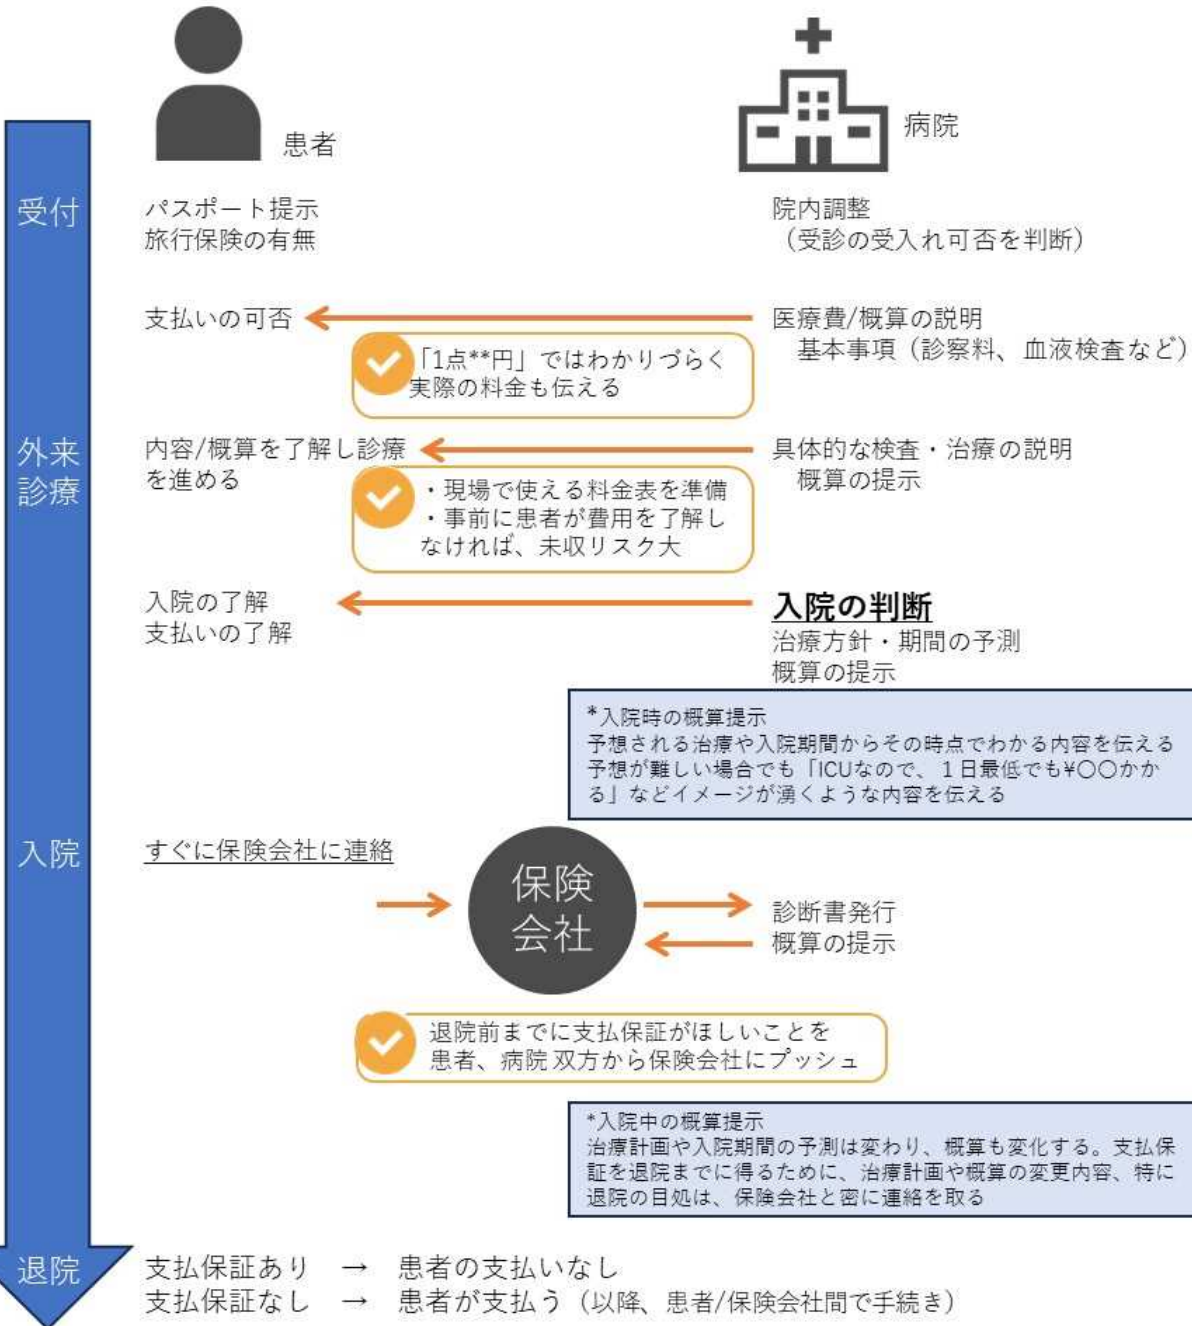 患者
病院
受付
パスポート提示
旅行保険の有無
院内調整
（受診の受入れ可否を判断）
支払いの可否
医療費/概算の説明
基本事項（診察料、血液検査など）
「1点**円」ではわかりづらく
実際の料金も伝える
外来
診療
内容/概算を了解し診療
を進める
具体的な検査・治療の説明
概算の提示
・現場で使える料金表を準備
・事前に患者が費用を了解し
なければ、未収リスク大
入院の了解
支払いの了解
入院の判断
治療方針・期間の予測
概算の提示
*入院時の概算提示
予想される治療や入院期間からその時点でわかる内容を伝える
予想が難しい場合でも「ICUなので、１日最低でも¥〇〇かか
る」などイメージが湧くような内容を伝える
入院
すぐに保険会社に連絡
保険
会社
診断書発行
概算の提示
退院前までに支払保証がほしいことを
患者、病院 双方から保険会社にプッシュ
*入院中の概算提示
治療計画や入院期間の予測は変わり、概算も変化する。支払保
証を退院までに得るために、治療計画や概算の変更内容、特に
退院の目処は、保険会社と密に連絡を取る
退院
支払保証あり　→　患者の支払いなし
支払保証なし　→　患者が支払う（以降、患者/保険会社間で手続き）